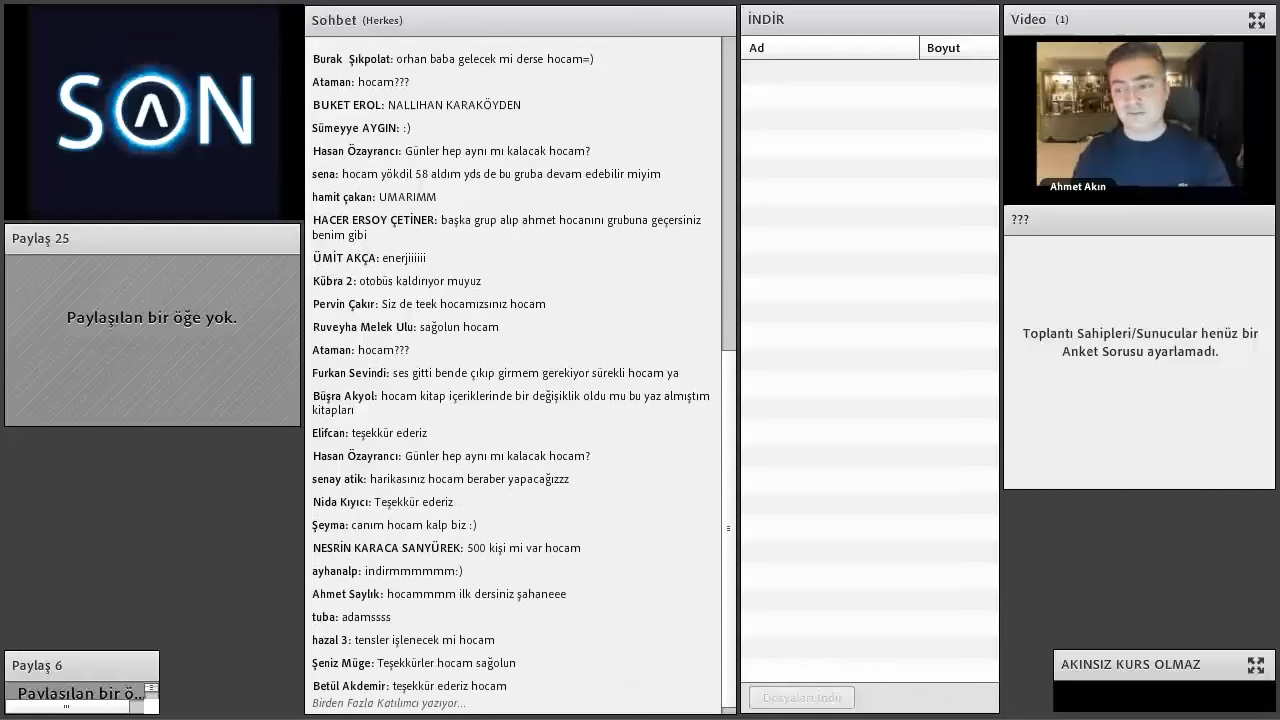 SON
Paylaş 25
Paylaşılan bir öğe yok.
Paylaş 6
Paylaşılan bir ö...
Sohbet (Herkes)
Burak Şıkpolat: orhan baba gelecek mi derse hocam=)
Ataman: hocam???
BUKET EROL: NALLIHAN KARAKÖYDEN
Sümeyye AYGIN: :)
Hasan Özayrancı: Günler hep aynı mı kalacak hocam?
sena: hocam yökdil 58 aldım yds de bu gruba devam edebilir miyim
hamit çakan: UMARIMM
HACER ERSOY ÇETİNER: başka grup alıp ahmet hocanını grubuna geçersiniz
benim gibi
ÜMİT AKÇA: enerjiiiiii
Kübra 2: otobüs kaldırıyor muyuz
Pervin Çakır: Siz de teek hocamızsınız hocam
Ruveyha Melek Ulu: sağolun hocam
Ataman: hocam???
Furkan Sevindi: ses gitti bende çıkıp girmem gerekiyor sürekli hocam ya
Büşra Akyol: hocam kitap içeriklerinde bir değişiklik oldu mu bu yaz almıştım
kitapları
Elifcan: teşekkür ederiz
Hasan Özayrancı: Günler hep aynı mı kalacak hocam?
senay atik: harikasınız hocam beraber yapacağızzz
Nida Kıyıcı: Teşekkür ederiz
Şeyma: canım hocam kalp biz :)
NESRİN KARACA SANYÜREK: 500 kişi mi var hocam
ayhanalp: indirmmmmmm:)
Ahmet Saylık: hocammmm ilk dersiniz şahaneee
tuba: adamssss
hazal 3: tensler işlenecek mi hocam
Şeniz Müge: Teşekkürler hocam sağolun
Betül Akdemir: teşekkür ederiz hocam
Birden Fazla Katılımcı yazıyor...
İNDİR
Ad Boyut
Dosyaları İndir
Video (1)
Ahmet Akın
???
Toplantı Sahipleri/Sunucular henüz bir
Anket Sorusu ayarlamadı.
AKINSIZ KURS OLMAZ